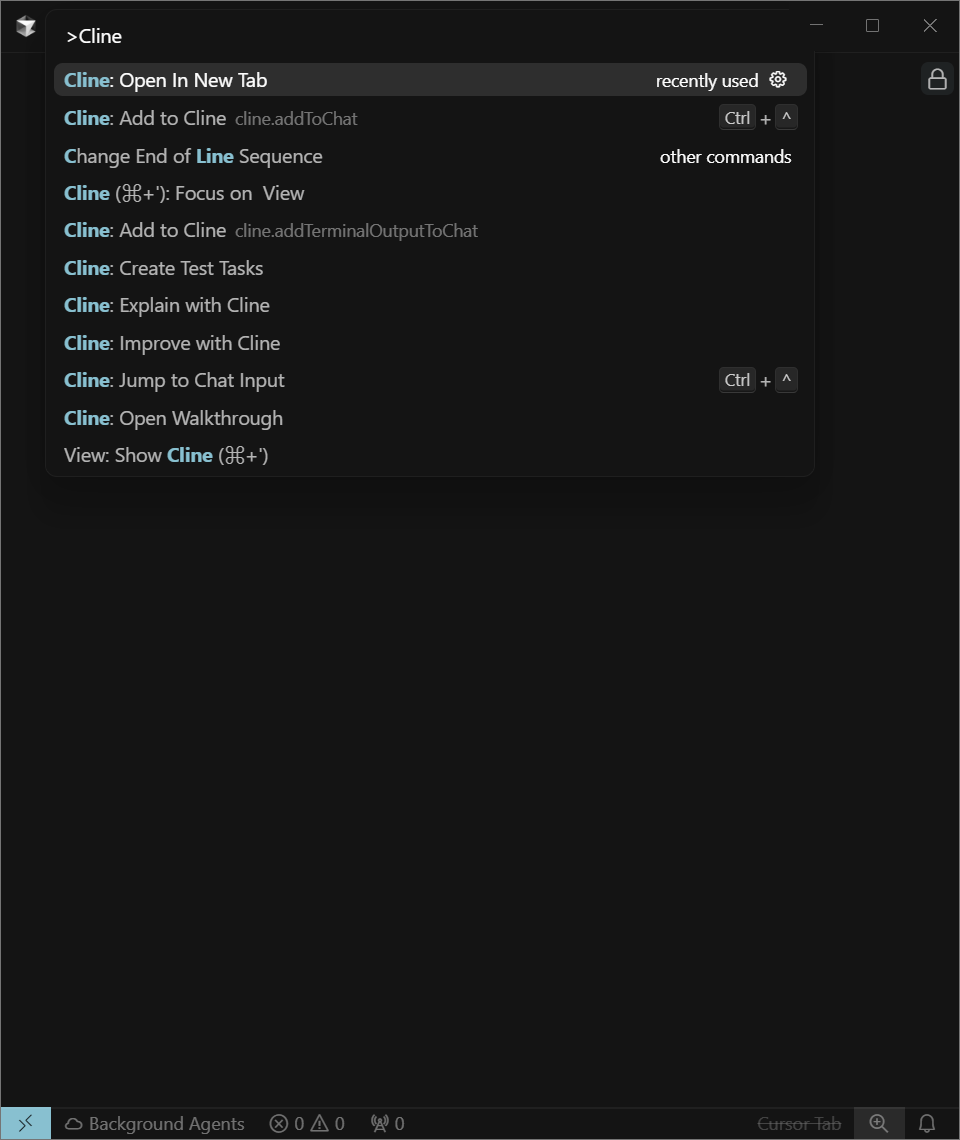 >Cline
Cline: Open In New Tab recently used
Cline: Add to Cline cline.addToChat Ctrl + ^
Change End of Line Sequence other commands
Cline (⌘+'): Focus on  View
Cline: Add to Cline cline.addTerminalOutputToChat
Cline: Create Test Tasks
Cline: Explain with Cline
Cline: Improve with Cline
Cline: Jump to Chat Input Ctrl + ^
Cline: Open Walkthrough
View: Show Cline (⌘+')
Background Agents 0 0 0 Cursor Tab